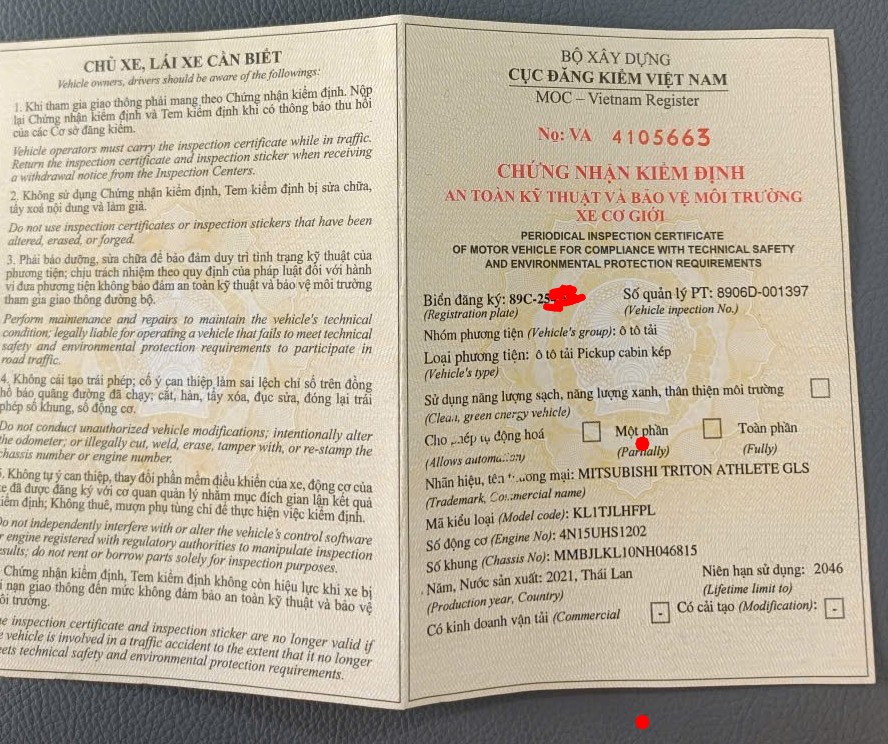 CHỦ XE, LÁI XE CẦN BIẾT
Vehicle owners, drivers should be aware of the followings:
1. Khi tham gia giao thông phải mang theo Chứng nhận kiểm định. Nộp
lại Chứng nhận kiểm định và Tem kiểm định khi có thông báo thu hồi
của các Cơ sở đăng kiểm.
Vehicle operators must carry the inspection certificate while in traffic.
Return the inspection certificate and inspection sticker when receiving
a withdrawal notice from the Inspection Centers.
2. Không sử dụng Chứng nhận kiểm định, Tem kiểm định bị sửa chữa,
tẩy xoá nội dung và làm giả.
Do not use inspection certificates or inspection stickers that have been
altered, erased, or forged.
3. Phải bảo dưỡng, sửa chữa để bảo đảm duy trì tình trạng kỹ thuật của
phương tiện; chịu trách nhiệm theo quy định của pháp luật đối với hành
vi đưa phương tiện không bảo đảm an toàn kỹ thuật và bảo vệ môi trường
tham gia giao thông đường bộ.
Perform maintenance and repairs to maintain the vehicle's technical
condition; legally liable for operating a vehicle that fails to meet technical
safety and environmental protection requirements to participate in
road traffic.
4. Không cải tạo trái phép; cố ý can thiệp làm sai lệch chỉ số trên đồng
hồ báo quãng đường đã chạy; cắt, hàn, tẩy xóa, đục sửa, đóng lại trái
phép số khung, số động cơ.
Do not conduct unauthorized vehicle modifications; intentionally alter
the odometer; or illegally cut, weld, erase, tamper with, or re-stamp the
chassis number or engine number.
. Không tự ý can thiệp, thay đổi phần mềm điều khiển của xe, động cơ của
e đã được đăng ký với cơ quan quản lý nhằm mục đích gian lận kết quả
iểm định; Không thuê, mượn phụ tùng chỉ để thực hiện việc kiểm định.
o not independently interfere with or alter the vehicle's control software
r engine registered with regulatory authorities to manipulate inspection
esults; do not rent or borrow parts solely for inspection purposes.
Chứng nhận kiểm định, Tem kiểm định không còn hiệu lực khi xe bị
i nạn giao thông đến mức không đảm bảo an toàn kỹ thuật và bảo vệ
ôi trường.
e inspection certificate and inspection sticker are no longer valid if
e vehicle is involved in a traffic accident to the extent that it no longer
eets technical safety and environmental protection requirements.
BỘ XÂY DỰNG
CỤC ĐĂNG KIỂM VIỆT NAM
MOC – Vietnam Register
No: VA 4105663
CHỨNG NHẬN KIỂM ĐỊNH
AN TOÀN KỸ THUẬT VÀ BẢO VỆ MÔI TRƯỜNG
XE CƠ GIỚI
PERIODICAL INSPECTION CERTIFICATE
OF MOTOR VEHICLE FOR COMPLIANCE WITH TECHNICAL SAFETY
AND ENVIRONMENTAL PROTECTION REQUIREMENTS
Biển đăng ký: 89C-25 Số quản lý PT: 8906D-001397
(Registration plate) (Vehicle inpection No.)
Nhóm phương tiện (Vehicle's group): ô tô tải
Loại phương tiện: ô tô tải Pickup cabin kép
(Vehicle's type)
Sử dụng năng lượng sạch, năng lượng xanh, thân thiện môi trường
(Clean, green energy vehicle)
Cho phép tự động hoá Một phần Toàn phần
(Allows automation) (Partially) (Fully)
Nhãn hiệu, tên thương mại: MITSUBISHI TRITON ATHLETE GLS
(Trademark, Commercial name)
Mã kiểu loại (Model code): KL1TJLHFPL
Số động cơ (Engine No): 4N15UHS1202
Số khung (Chassis No): MMBJLKL10NH046815
Năm, Nước sản xuất: 2021, Thái Lan Niên hạn sử dụng: 2046
(Production year, Country) (Lifetime limit to)
Có kinh doanh vận tải (Commercial - Có cải tạo (Modification): -